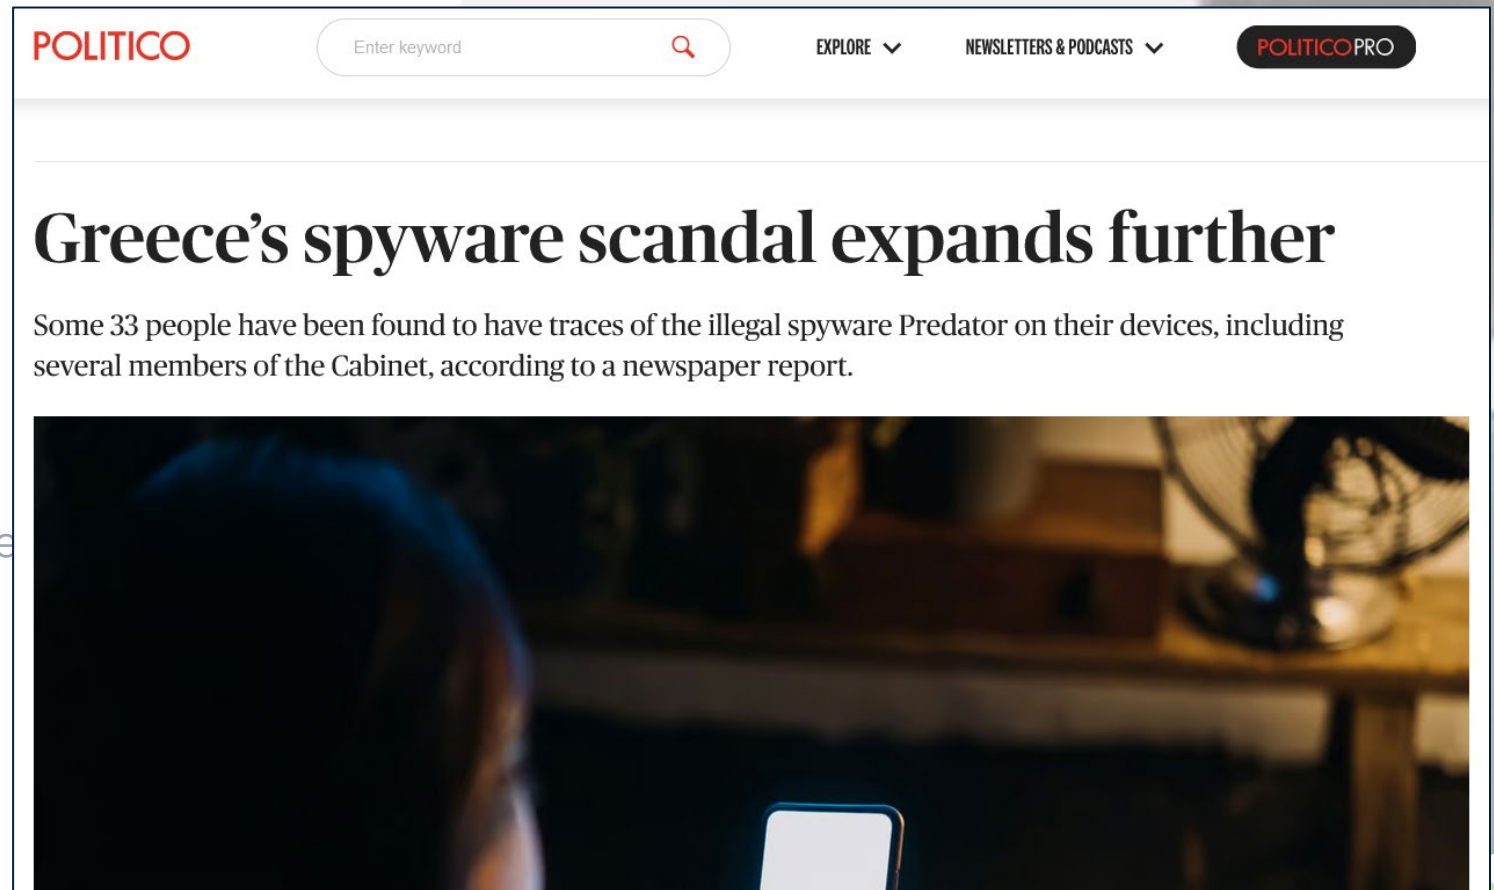 POLITICO
Enter keyword
EXPLORE
NEWSLETTERS & PODCASTS
POLITICOPRO
Greece’s spyware scandal expands further
Some 33 people have been found to have traces of the illegal spyware Predator on their devices, including
several members of the Cabinet, according to a newspaper report.